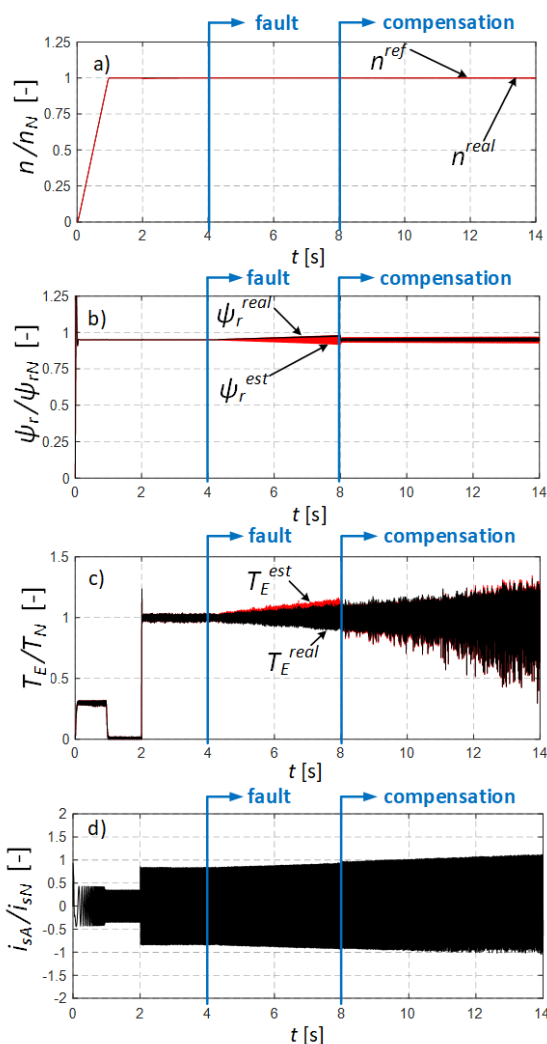 fault compensation
1.25
a)
n^ref
1
0.75
n/n_N [-]
0.5
n^real
0.25
0
0 2 4 6 8 10 12 14
t [s]
fault compensation
1.25
b)
ψ_r^real
1
0.75
ψ_r/ψ_rN [-]
ψ_r^est
0.5
0.25
0
0 2 4 6 8 10 12 14
t [s]
fault compensation
1.5
c)
T_E^est
1
T_E/T_N [-]
T_E^real
0.5
0
0 2 4 6 8 10 12 14
t [s]
fault compensation
2
d)
1.5
1
0.5
i_sA/i_sN [-]
0
-0.5
-1
-1.5
-2
0 2 4 6 8 10 12 14
t [s]